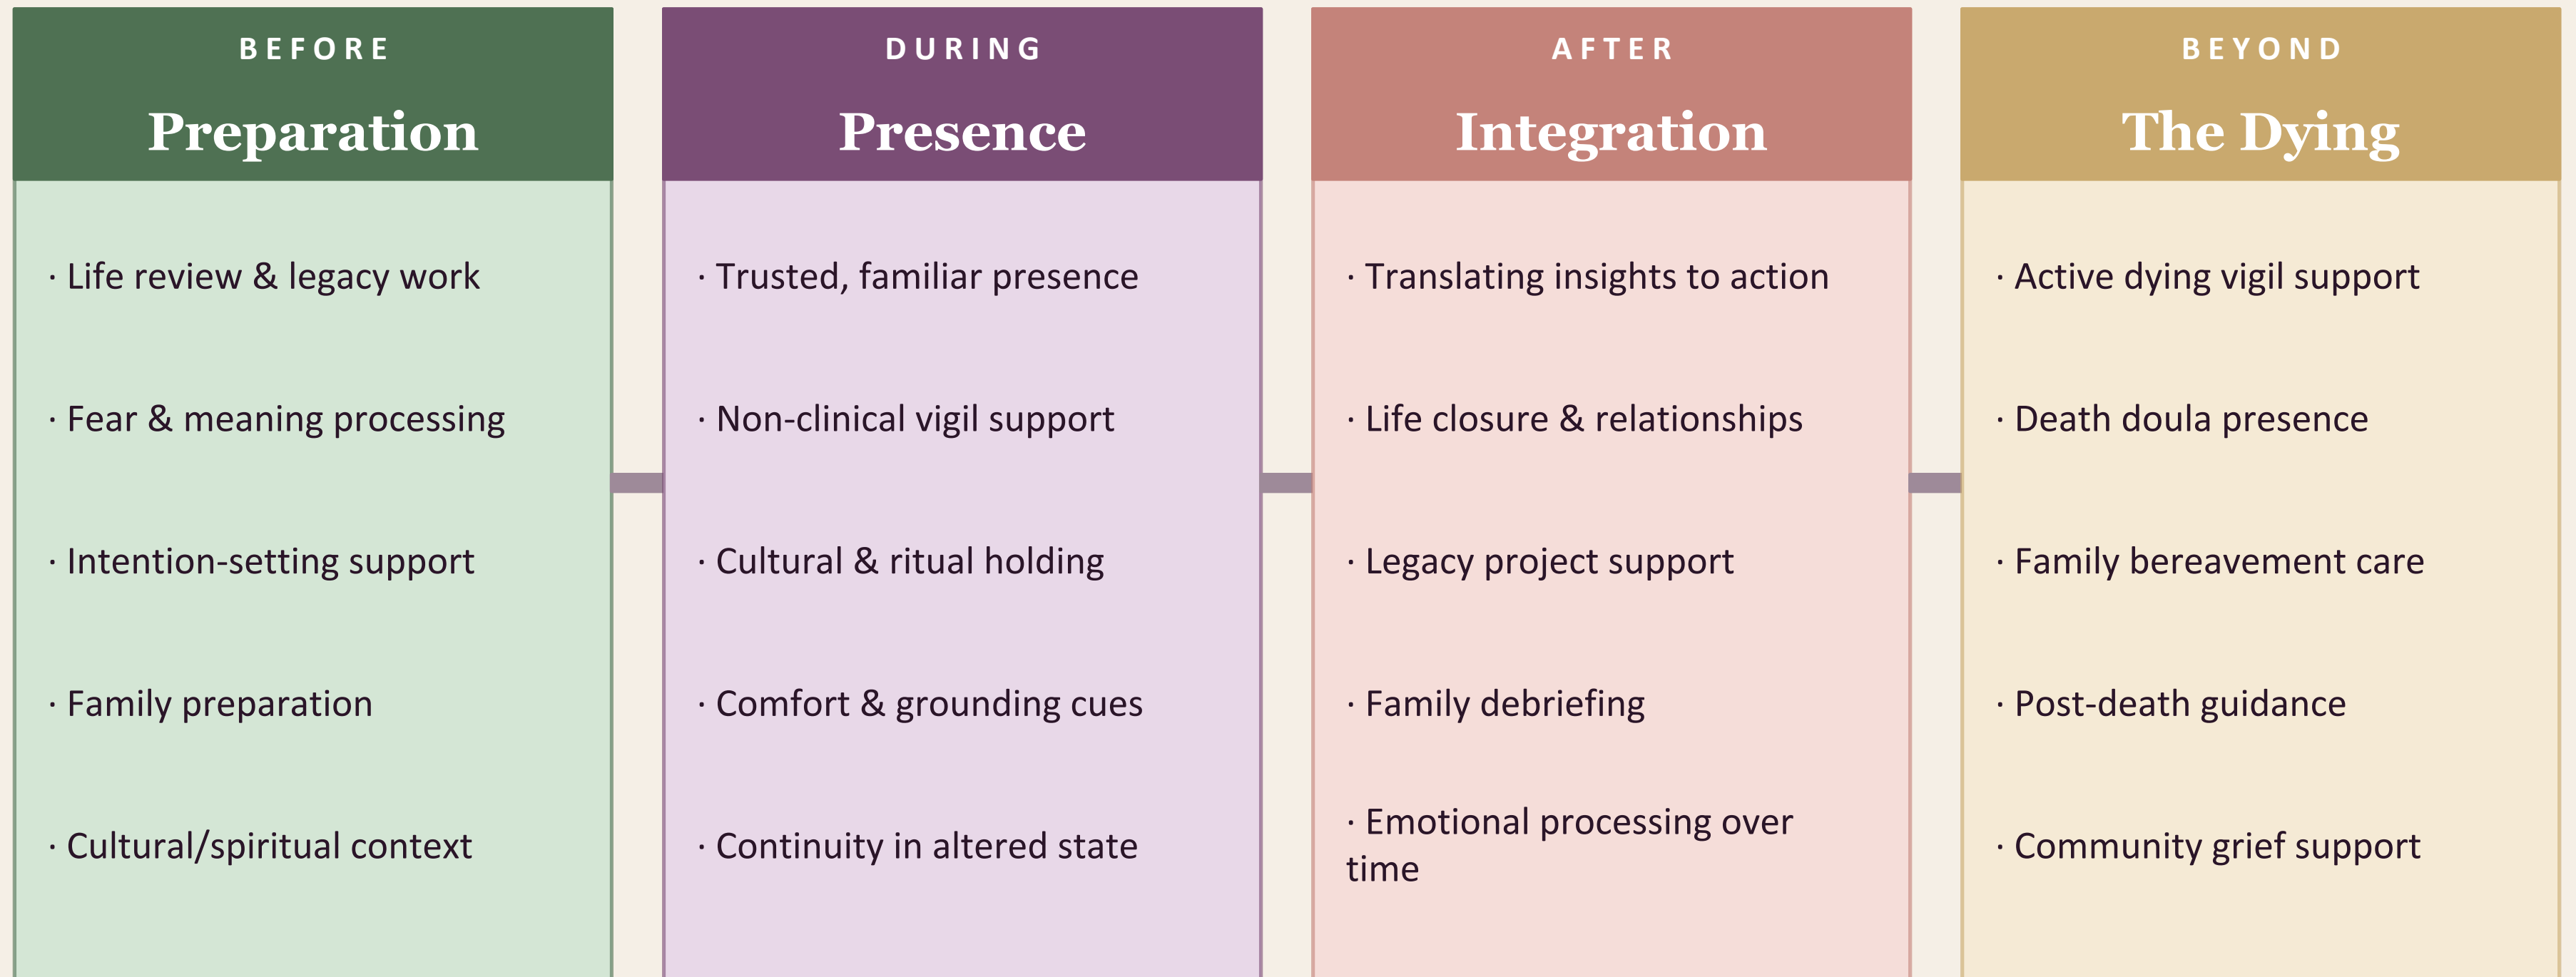 BEFORE
Preparation
· Life review & legacy work
· Fear & meaning processing
· Intention-setting support
· Family preparation
· Cultural/spiritual context
DURING
Presence
· Trusted, familiar presence
· Non-clinical vigil support
· Cultural & ritual holding
· Comfort & grounding cues
· Continuity in altered state
AFTER
Integration
· Translating insights to action
· Life closure & relationships
· Legacy project support
· Family debriefing
· Emotional processing over
time
BEYOND
The Dying
· Active dying vigil support
· Death doula presence
· Family bereavement care
· Post-death guidance
· Community grief support